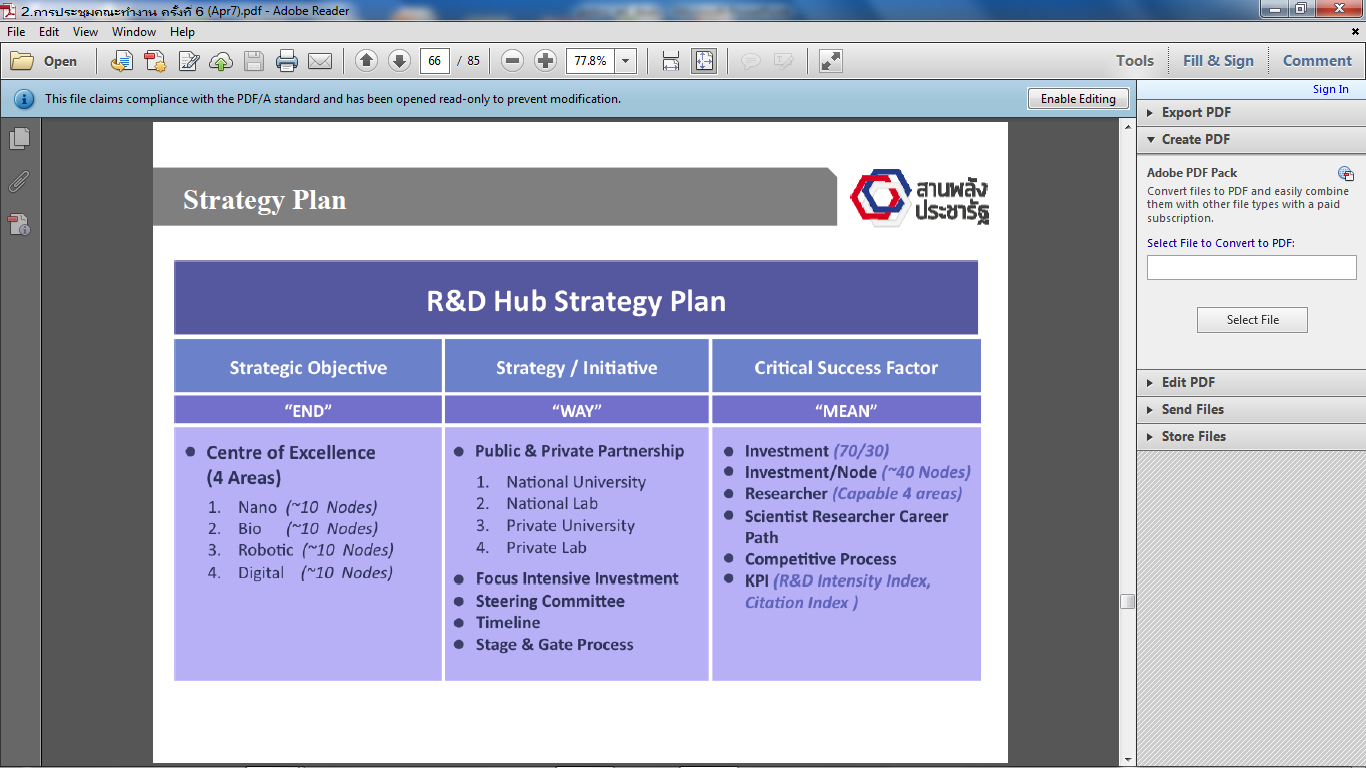 2.การประชุมคณะทำงาน ครั้งที่ 6 (Apr7).pdf - Adobe Reader
File Edit View Window Help
Open 66 / 85 77.8% Tools Fill & Sign Comment
This file claims compliance with the PDF/A standard and has been opened read-only to prevent modification. Enable Editing
Sign In
Export PDF
Create PDF
Adobe PDF Pack
Convert files to PDF and easily combine
them with other file types with a paid
subscription.
Select File to Convert to PDF:
Select File
Edit PDF
Send Files
Store Files
Strategy Plan
สานพลัง
ประชารัฐ
R&D Hub Strategy Plan
Strategic Objective
"END"
Centre of Excellence
(4 Areas)
1. Nano (~10 Nodes)
2. Bio (~10 Nodes)
3. Robotic (~10 Nodes)
4. Digital (~10 Nodes)
Strategy / Initiative
"WAY"
Public & Private Partnership
1. National University
2. National Lab
3. Private University
4. Private Lab
Focus Intensive Investment
Steering Committee
Timeline
Stage & Gate Process
Critical Success Factor
"MEAN"
Investment (70/30)
Investment/Node (~40 Nodes)
Researcher (Capable 4 areas)
Scientist Researcher Career
Path
Competitive Process
KPI (R&D Intensity Index,
Citation Index )